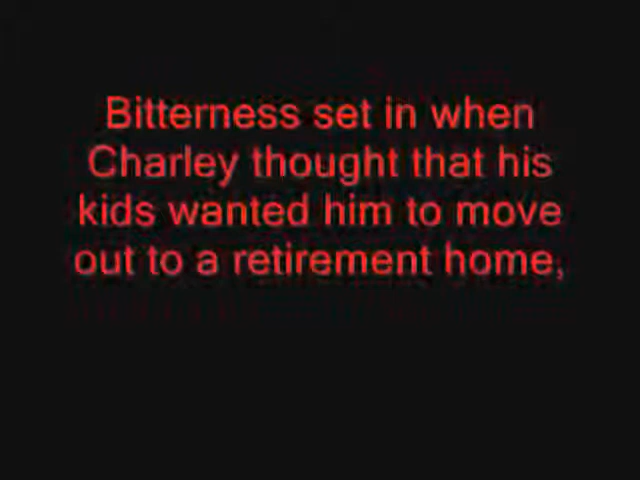 Bitterness set in when
Charley thought that his
kids wanted him to move
out to a retirement home,